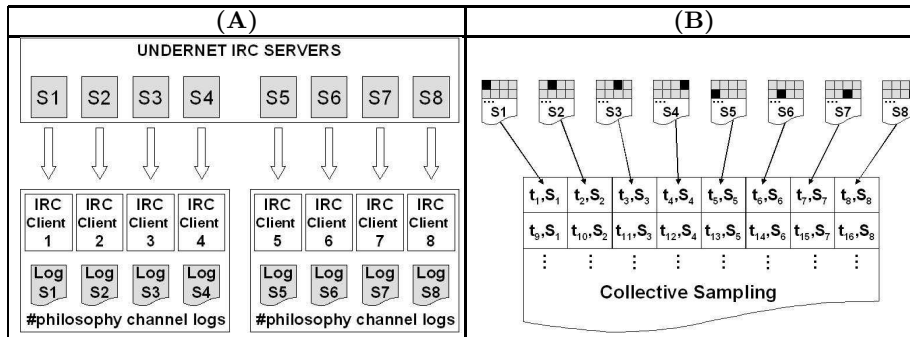 (A)
UNDERNET IRC SERVERS
S1 S2 S3 S4 S5 S6 S7 S8
IRC Client 1
IRC Client 2
IRC Client 3
IRC Client 4
IRC Client 5
IRC Client 6
IRC Client 7
IRC Client 8
Log S1
Log S2
Log S3
Log S4
Log S5
Log S6
Log S7
Log S8
#philosophy channel logs
#philosophy channel logs
(B)
... ... ... ... ... ... ... ...
S1 S2 S3 S4 S5 S6 S7 S8
t₁,S₁ t₂,S₂ t₃,S₃ t₄,S₄ t₅,S₅ t₆,S₆ t₇,S₇ t₈,S₈
t₉,S₁ t₁₀,S₂ t₁₁,S₃ t₁₂,S₄ t₁₃,S₅ t₁₄,S₆ t₁₅,S₇ t₁₆,S₈
⋮ ⋮ ⋮ ⋮ ⋮ ⋮ ⋮ ⋮
Collective Sampling